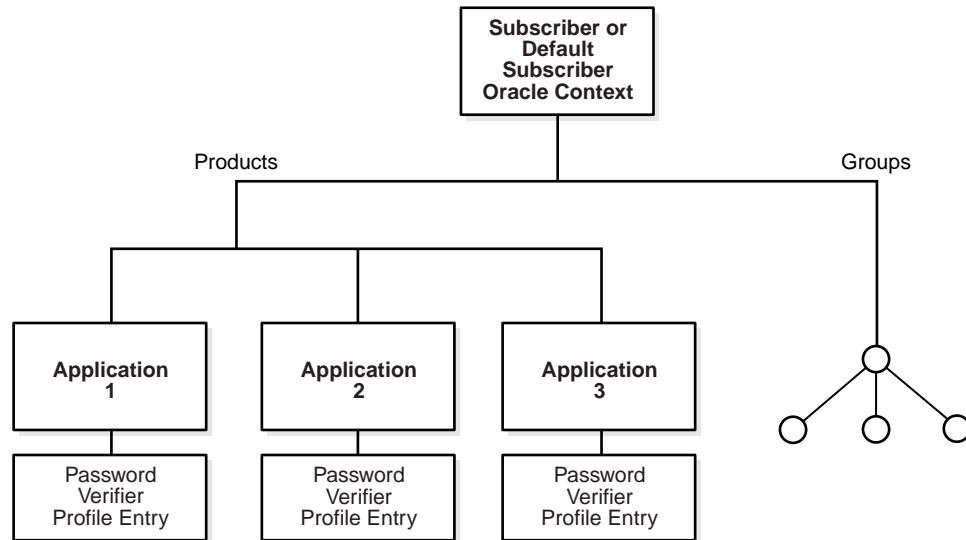 Subscriber or
Default
Subscriber
Oracle Context
Products
Groups
Application
1
Application
2
Application
3
Password
Verifier
Profile Entry
Password
Verifier
Profile Entry
Password
Verifier
Profile Entry